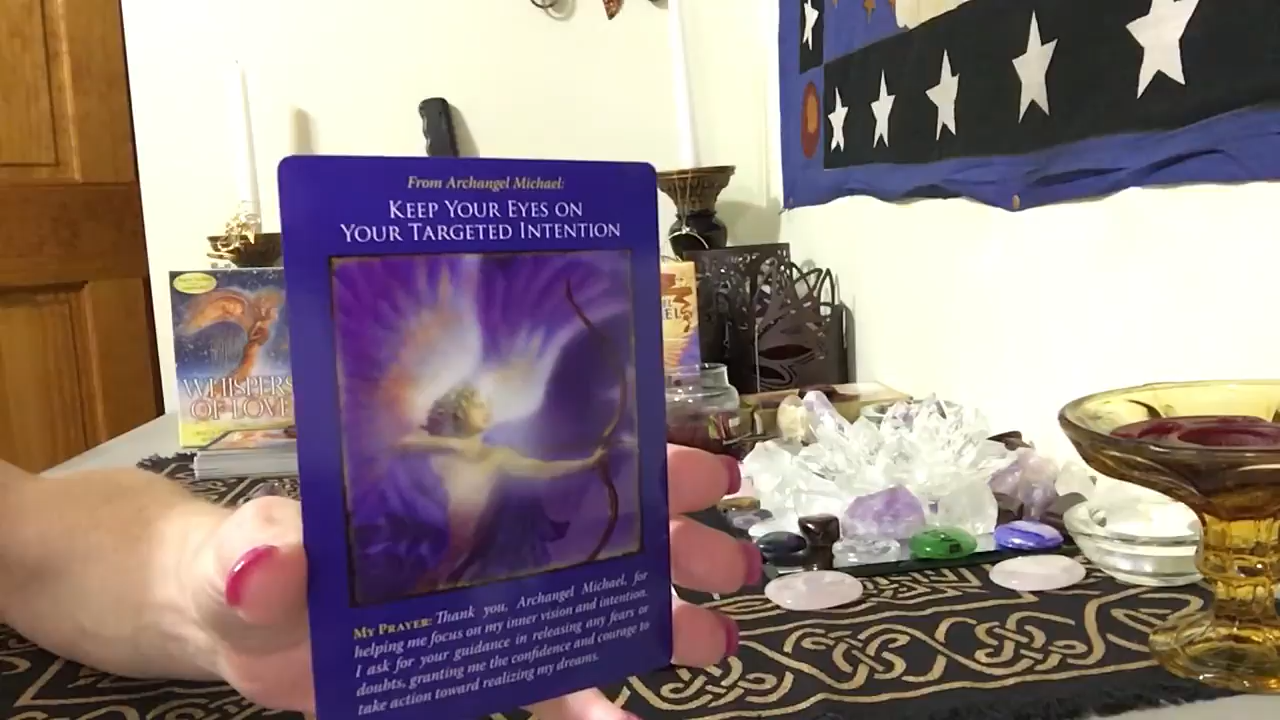 From Archangel Michael:
KEEP YOUR EYES ON
YOUR TARGETED INTENTION
MY PRAYER: Thank you, Archangel Michael, for
helping me focus on my inner vision and intention.
I ask for your guidance in releasing any fears or
doubts, granting me the confidence and courage to
take action toward realizing my dreams.
WHISPERS
OF LOVE